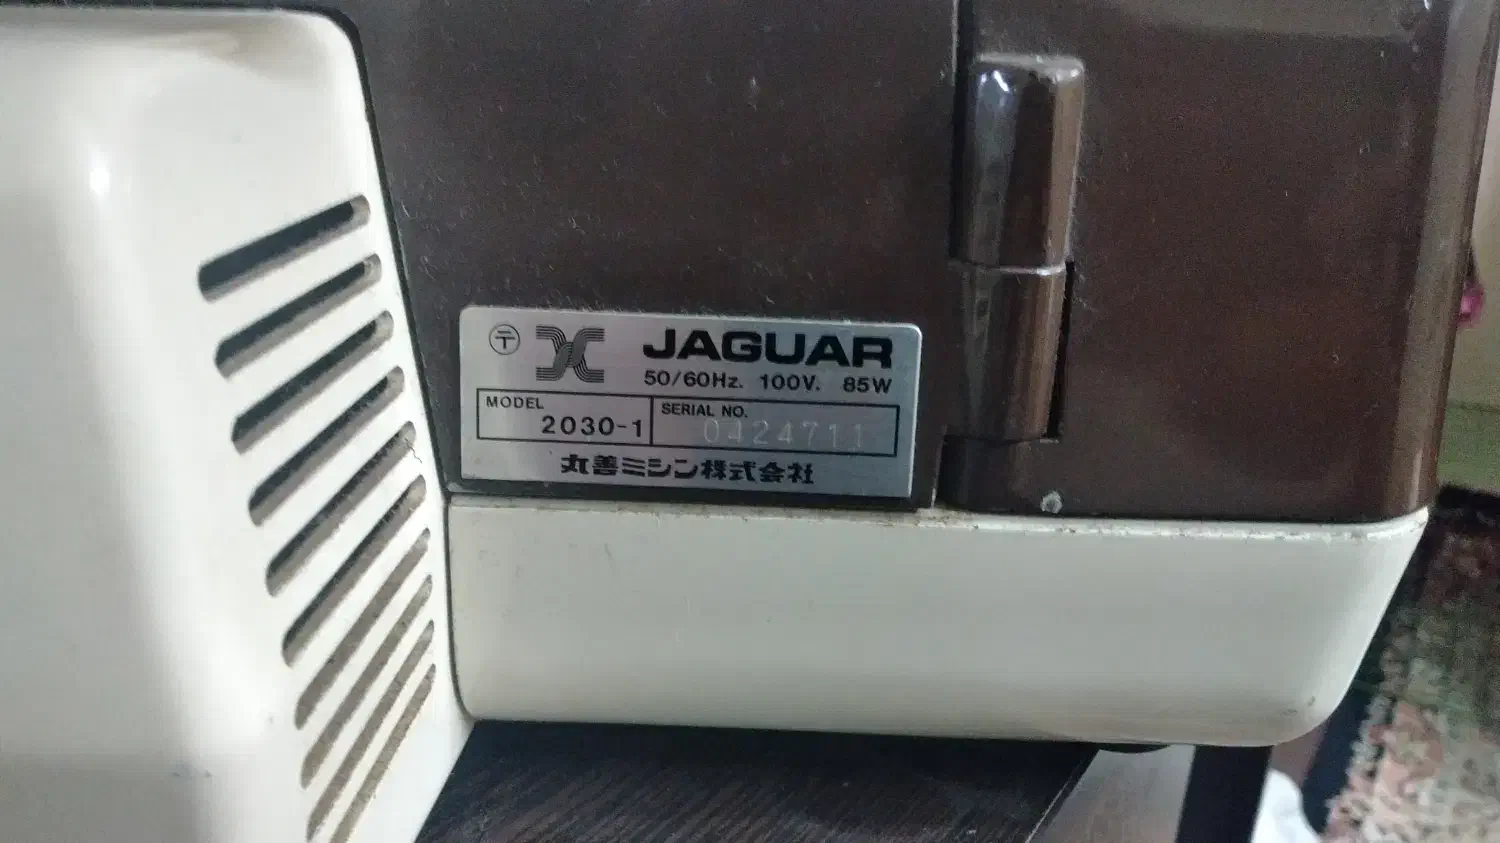 〒 JAGUAR
50/60Hz. 100V. 85W
MODEL 2030-1
SERIAL NO. 0424711
丸善ミシン株式会社